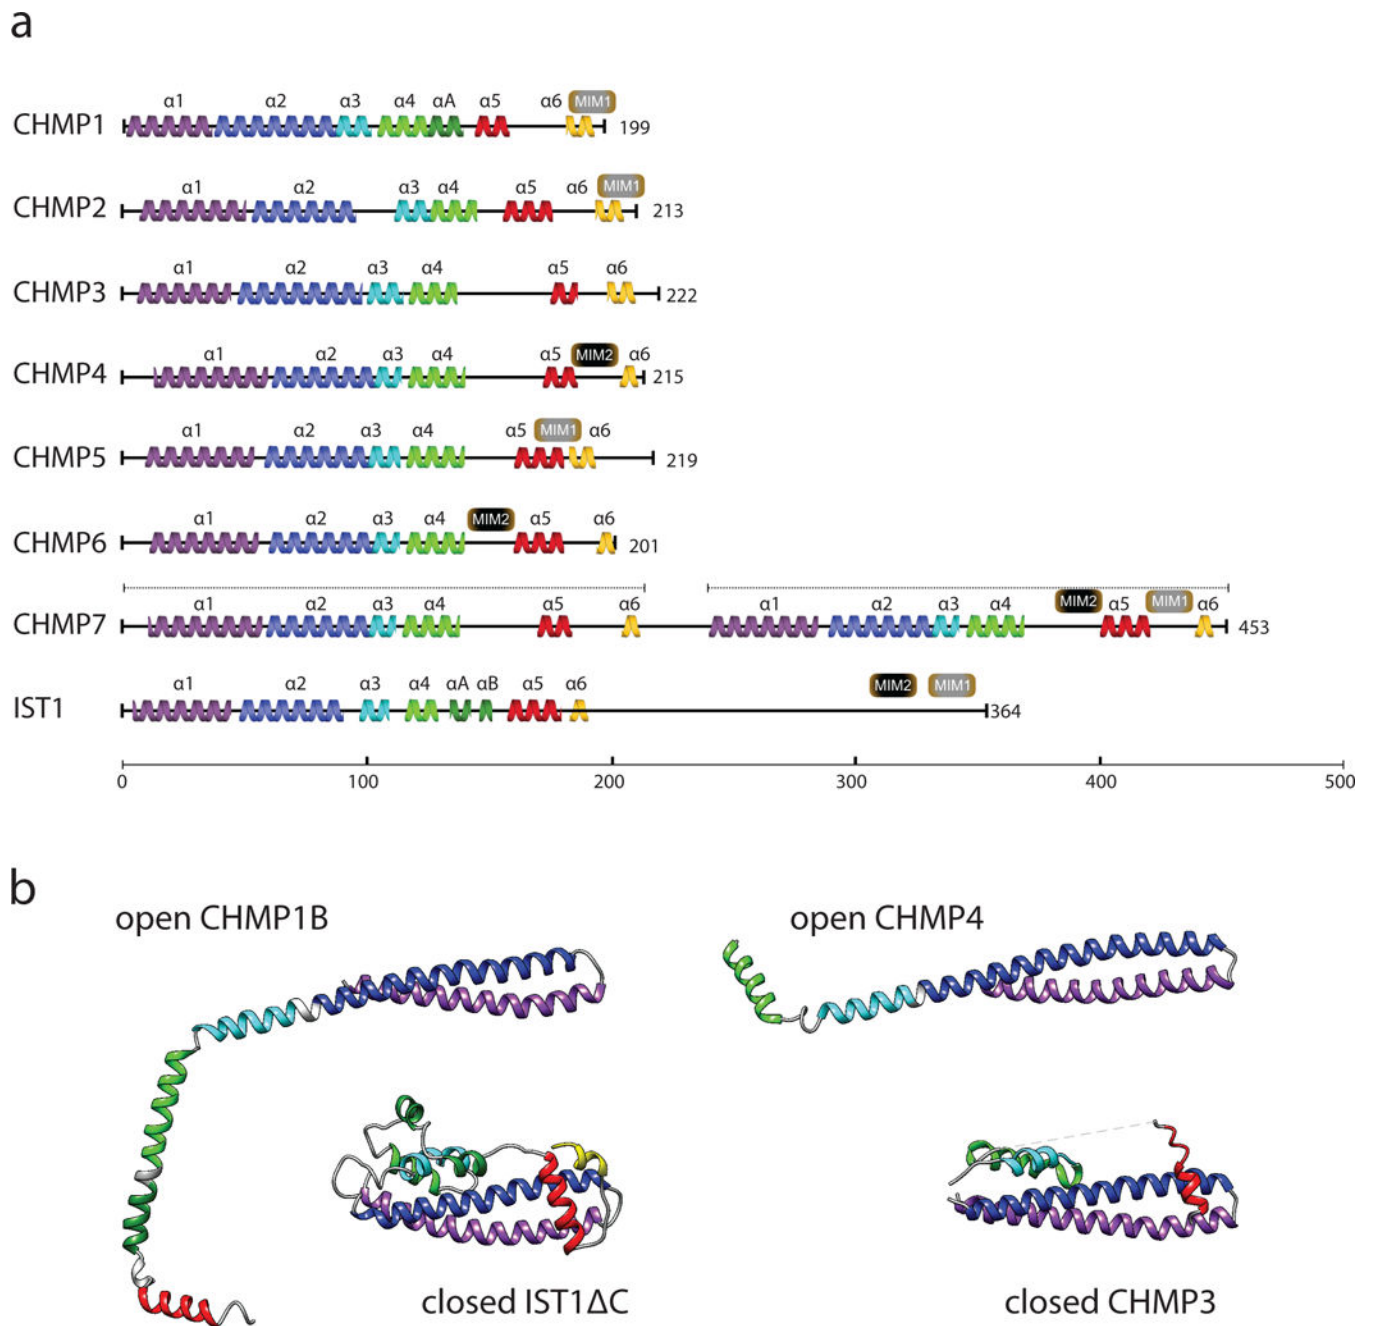 a
α1 α2 α3 α4 αA α5 α6 MIM1
CHMP1 199
α1 α2 α3 α4 α5 α6 MIM1
CHMP2 213
α1 α2 α3 α4 α5 α6
CHMP3 222
α1 α2 α3 α4 α5 MIM2 α6
CHMP4 215
α1 α2 α3 α4 α5 MIM1 α6
CHMP5 219
α1 α2 α3 α4 MIM2 α5 α6
CHMP6 201
α1 α2 α3 α4 α5 α6 α1 α2 α3 α4 MIM2 α5 MIM1 α6
CHMP7 453
α1 α2 α3 α4 αA αB α5 α6 MIM2 MIM1
IST1 364
0 100 200 300 400 500
b
open CHMP1B open CHMP4
closed IST1ΔC closed CHMP3